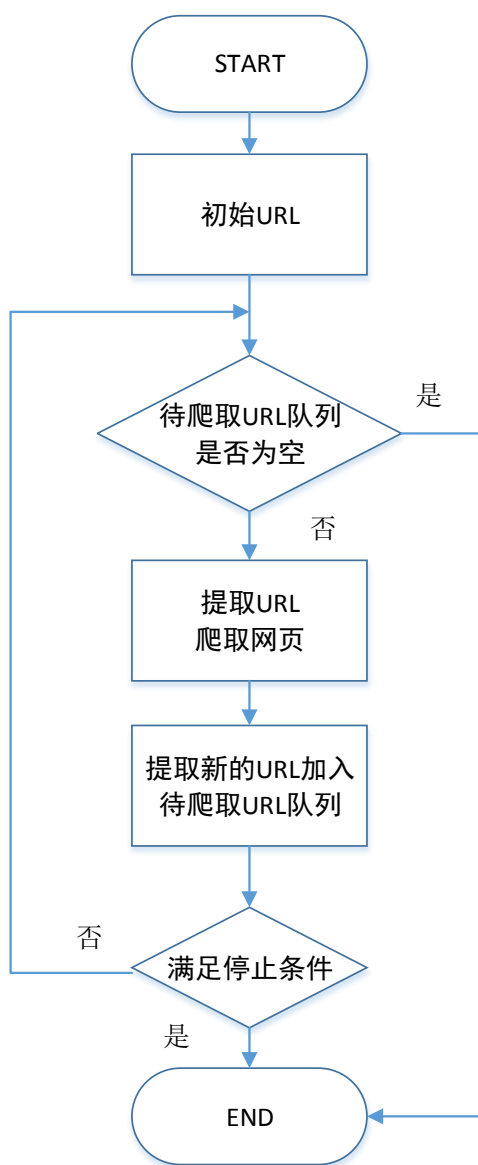 START
初始URL
待爬取URL队列
是否为空
是
否
提取URL
爬取网页
提取新的URL加入
待爬取URL队列
否
满足停止条件
是
END